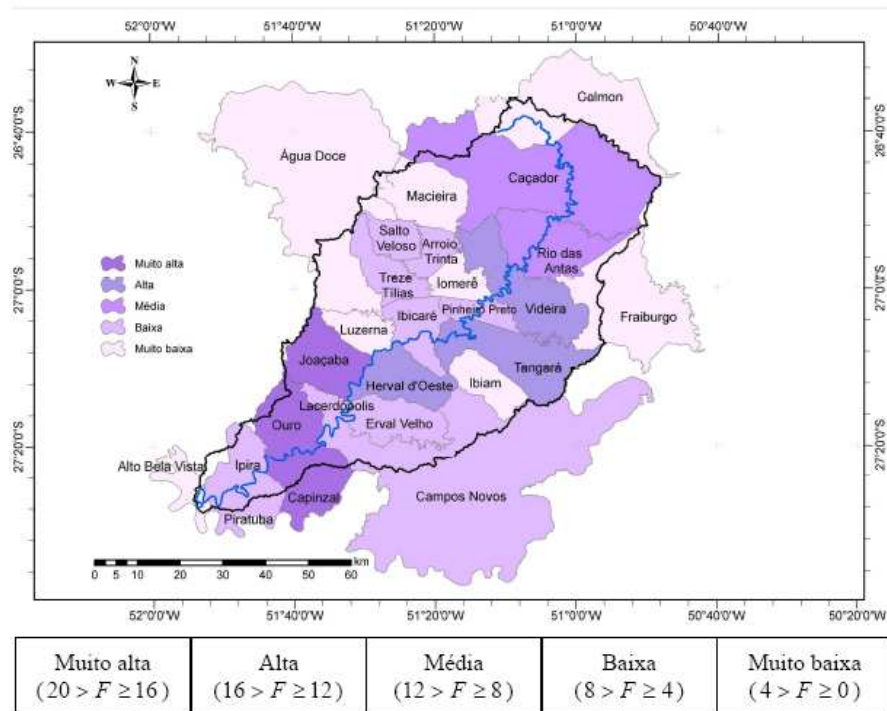 52°0'0"W 51°40'0"W 51°20'0"W 51°0'0"W 50°40'0"W
N
W E
S
26°40'0"S
26°40'0"S
27°0'0"S
27°0'0"S
27°20'0"S
27°20'0"S
Calmon
Água Doce
Caçador
Macieira
Salto
Veloso
Arroio
Trinta
Rio das
Antas
Treze
Tílias
Iomerê
Ibicaré
Pinheiro Preto
Videira
Fraiburgo
Luzerna
Joaçaba
Tangará
Herval d'Oeste
Ibiam
Lacerdópolis
Ouro
Erval Velho
Alto Bela Vista
Ipira
Capinzal
Campos Novos
Piratuba
Muito alta
Alta
Média
Baixa
Muito baixa
km
0 5 10 20 30 40 50 60
52°0'0"W 51°40'0"W 51°20'0"W 51°0'0"W 50°40'0"W 50°20'0"W
Muito alta
(20 > F ≥ 16)
Alta
(16 > F ≥ 12)
Média
(12 > F ≥ 8)
Baixa
(8 > F ≥ 4)
Muito baixa
(4 > F ≥ 0)